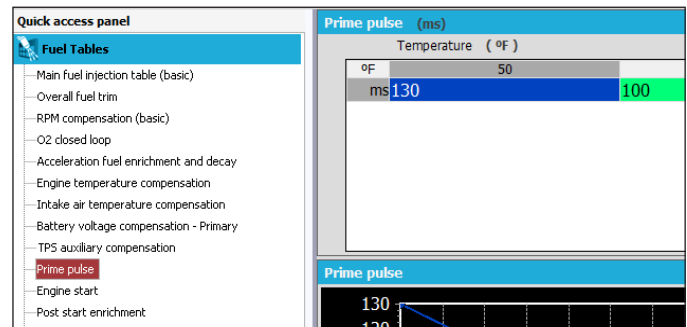 Quick access panel
Fuel Tables
Main fuel injection table (basic)
Overall fuel trim
RPM compensation (basic)
O2 closed loop
Acceleration fuel enrichment and decay
Engine temperature compensation
Intake air temperature compensation
Battery voltage compensation - Primary
TPS auxiliary compensation
Prime pulse
Engine start
Post start enrichment
Prime pulse (ms)
Temperature ( ºF )
ºF 50
ms 130 100
Prime pulse
130
120